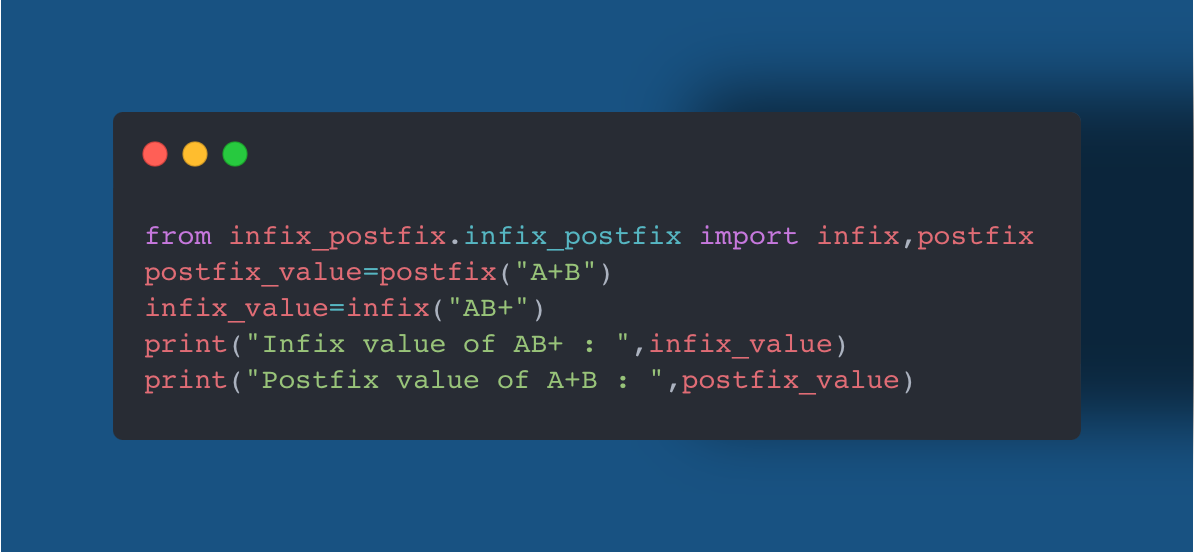 from infix_postfix.infix_postfix import infix,postfix
postfix_value=postfix("A+B")
infix_value=infix("AB+")
print("Infix value of AB+ : ",infix_value)
print("Postfix value of A+B : ",postfix_value)